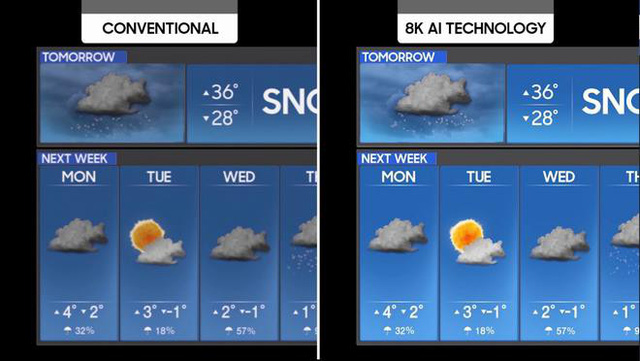 CONVENTIONAL
TOMORROW
▲36°
▼28°
SNO
NEXT WEEK
MON TUE WED TH
▲4° ▼2° ▲3° ▼-1° ▲2° ▼-1° ▲1°
32% 18% 57%
8K AI TECHNOLOGY
TOMORROW
▲36°
▼28°
SNO
NEXT WEEK
MON TUE WED TH
▲4° ▼2° ▲3° ▼-1° ▲2° ▼-1° ▲1°
32% 18% 57% 9